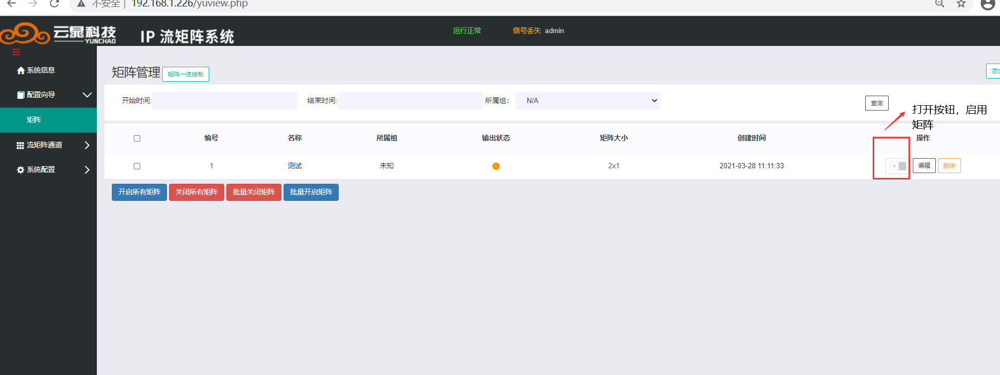 不安全 | 192.168.1.226/yuview.php
云晁科技
YUNCHAO
IP 流矩阵系统
运行正常
信号丢失 admin
系统信息
配置向导
矩阵
流矩阵通道
系统配置
矩阵管理
矩阵一览控制
添加
开始时间:
结束时间:
所属组:
N/A
查询
打开按钮，启用
矩阵
编号 名称 所属组 输出状态 矩阵大小 创建时间 操作
1 测试 未知 2x1 2021-03-28 11:11:33 编辑 删除
开启所有矩阵 关闭所有矩阵 批量关闭矩阵 批量开启矩阵